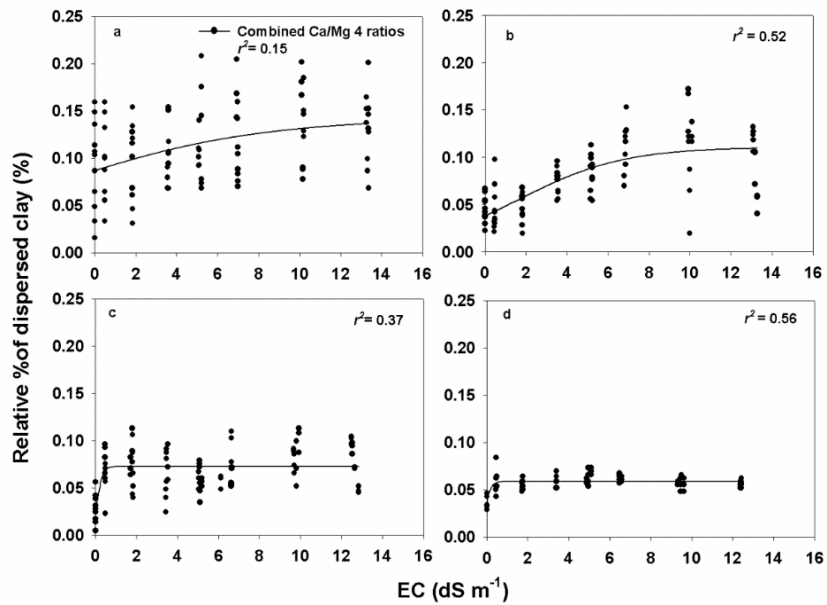 a
Combined Ca/Mg 4 ratios
r² = 0.15
0.25
0.20
0.15
0.10
0.05
0.00
0 2 4 6 8 10 12 14 16
b
r² = 0.52
0.25
0.20
0.15
0.10
0.05
0.00
0 2 4 6 8 10 12 14 16
c
r² = 0.37
0.25
0.20
0.15
0.10
0.05
0.00
0 2 4 6 8 10 12 14 16
d
r² = 0.56
0.25
0.20
0.15
0.10
0.05
0.00
0 2 4 6 8 10 12 14 16
Relative %of dispersed clay (%)
EC (dS m⁻¹)